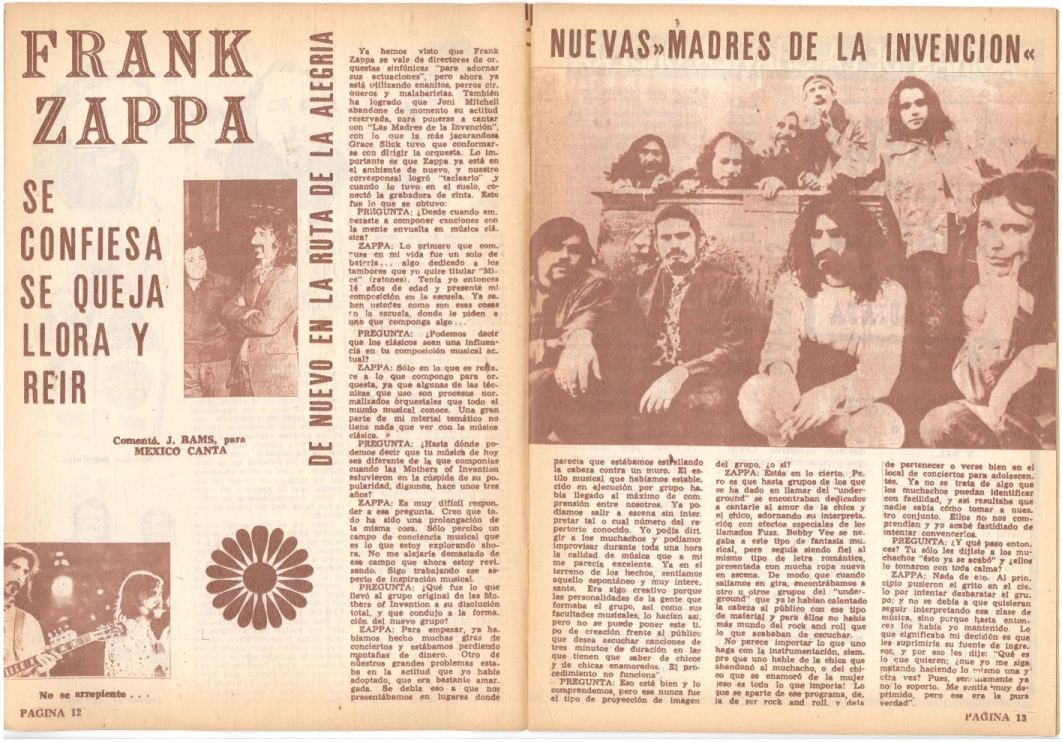 FRANK
ZAPPA
SE
CONFIESA
SE QUEJA
LLORA Y
REIR
Comentó, J. RAMS, para
MEXICO CANTA
No se arrepiente . . .
PAGINA 12
DE NUEVO EN LA RUTA DE LA ALEGRIA
Ya hemos visto que Frank
Zappa se vale de directores de or-
questas sinfónicas "para adornar
sus actuaciones", pero ahora ya
está utilizando enanitos, perros cir-
queros y malabaristas. También
ha logrado que Joni Mitchell
abandone de momento su actitud
reservada, para ponerse a cantar
con "Las Madres de la Invención",
con lo que la más jacarandosa
Grace Slick tuvo que conformar-
se con dirigir la orquesta. Lo im-
portante es que Zappa ya está en
el ambiente de nuevo, y nuestro
corresponsal logró "taclearlo" y
cuando lo tuvo en el suelo, co-
nectó la grabadora de cinta. Esto
fue lo que se obtuvo:
PREGUNTA: ¿Desde cuando em-
nezaste a componer canciones con
la mente envuelta en música clá-
sica?
ZAPPA: Lo primero que com-
puse en mi vida fue un solo de
batería... algo dedicado a los
tambores que yo quire titular "Mi-
ce" (ratones). Tenía yo entonces
14 años de edad y presenté mi
composición en la escuela. Ya sa-
ben ustedes como son esas cosas
en la escuela, donde le piden a
uno que componga algo...
PREGUNTA: ¿Podemos decir
que los clásicos sean una influen-
cia en tu composición musical ac-
tual?
ZAPPA: Sólo en lo que se refie-
re a lo que compongo para or-
questa, ya que algunas de las téc-
nicas que uso son procesos nor-
malizados órquestales que todo el
mundo musical conoce. Una gran
parte de mi mterial temático no
tiene nada que ver con la música
clásica.
PREGUNTA: ¿Hasta dónde po-
demos decir que tu música de hoy
sea diferente de la que componías
cuando las Mothers of Invention
estuvieron en la cúspide de su po-
pularidad, digamos, hace unos tres
años?
ZAPPA: Es muy difícil respon-
der a esa pregunta. Creo que to-
do ha sido una prolongación de
la misma cosa. Sólo percibo un
campo de conciencia musical que
es lo que estoy explorando aho-
ra. No me alejaría demasiado de
ese campo que ahora estoy revi-
sando. Sigo trabajando ese as-
pecto de inspiración musical.
PREGUNTA: ¿Qué fue lo que
llevó al grupo original de las Mo-
thers of Invention a su disolución
total, y qué condujo a la forma-
ción del nuevo grupo?
ZAPPA: Para empesar, ya ha-
bíamos hecho muchas giras de
conciertos y estábamos perdiendo
montañas de dinero. Otro de
nuestros grandes problemas esta-
ba en la actitud que yo había
adoptado, que era bastante amar-
gada. Se debía eso a que nos
presentábamos en lugares donde
NUEVAS»MADRES DE LA INVENCION«
parecía que estábamos estrellando
la cabeza contra un muro. El es-
tilo musical que habíamos estable-
cido en ejecución por grupo ha-
bía llegado al máximo de com-
prensión entre nosotros. Ya po-
díamos salir a escena sin inter-
pretar tal o cual número del re-
pertorio conocido. Yo podía diri-
gir a los muchachos y podíamos
improvisar durante toda una hora
la calidad de música que a mí
me parecía excelente. Ya en el
terreno de los hechos, sentíamos
aquello espontáneo y muy intere-
sante. Era algo creativo porque
las personalidades de la gente que
formaba el grupo, así como sus
facultades musicales, lo hacían así;
pero no se puede poner este ti-
po de creación frente al público
que desea escuchar canciones de
tres minutos de duración en las
que tienen que saber de chicos
y de chicas enamorados. El pro-
cedimiento no funciona".
PREGUNTA: Eso está bien y lo
comprendemos, pero ese nunca fue
el tipo de proyección de imagen
del grupo, ¿o sí?
ZAPPA: Estás en lo cierto. Pe-
ro es que hasta grupos de los que
se ha dado en llamar del "under-
ground" se encontraban dedicados
a cantarle al amor de la chica y
el chico, adornando su interpreta-
ción con efectos especiales de los
llamados Fuzz. Bobby Vee se ne-
gaba a este tipo de fantasía mu-
sical, pero seguía siendo fiel al
mismo tipo de letra romántica,
presentada con mucha ropa nueva
en escena. De modo que cuando
salíamos en gira, encontrábamos a
otro u otros grupos del "under-
ground" que ya le habían calentado
la cabeza al público con ese tipo
de material y para éllos no había
más mundo del rock and roll que
lo que acababan de escuchar.
No parece importar lo que uno
haga con la instrumentación, siem-
pre que uno hable de la chica que
abandonó al muchacho, o del chi-
co que se enamoró de la mujer
¡eso es todo lo que importa! Lo
que se aparte de ese programa, de-
ja de ser rock and roll, y deja
de pertenecer o verse bien en el
local de conciertos para adolescen-
tes. Ya no se trata de algo que
los muchachos puedan identificar
con facilidad, y así resultaba que
nadie sabía cómo tomar a nues-
tro conjunto. Ellos no nos com-
prendían y yo acabé fastidiado de
intentar convencerlos.
PREGUNTA: ¿Y qué paso enton-
ces? Tu sólo les dijiste a los mu-
chachos "ésto ya se acabó" y ¿ellos
lo tomaron con toda calma?
ZAPPA: Nada de eto. Al prin-
cipio pusieron el grito en el cie-
lo por intentar desbaratar el gru-
po; y no se debía a que quisieran
seguir interpretando esa clase de
música, sino porque hasta enton-
ces los había yo mantenido. Lo
que significaba mi decisión es que
les suprimiría su fuente de ingre-
sos, y por eso les dije: "Qué es
lo que quieren; ¿que yo me siga
matando haciendo lo mismo una y
otra vez? Pues, sencillamente ya
no lo soporto. Me sentía muy de-
primido, pero esa era la pura
verdad".
PAGINA 13